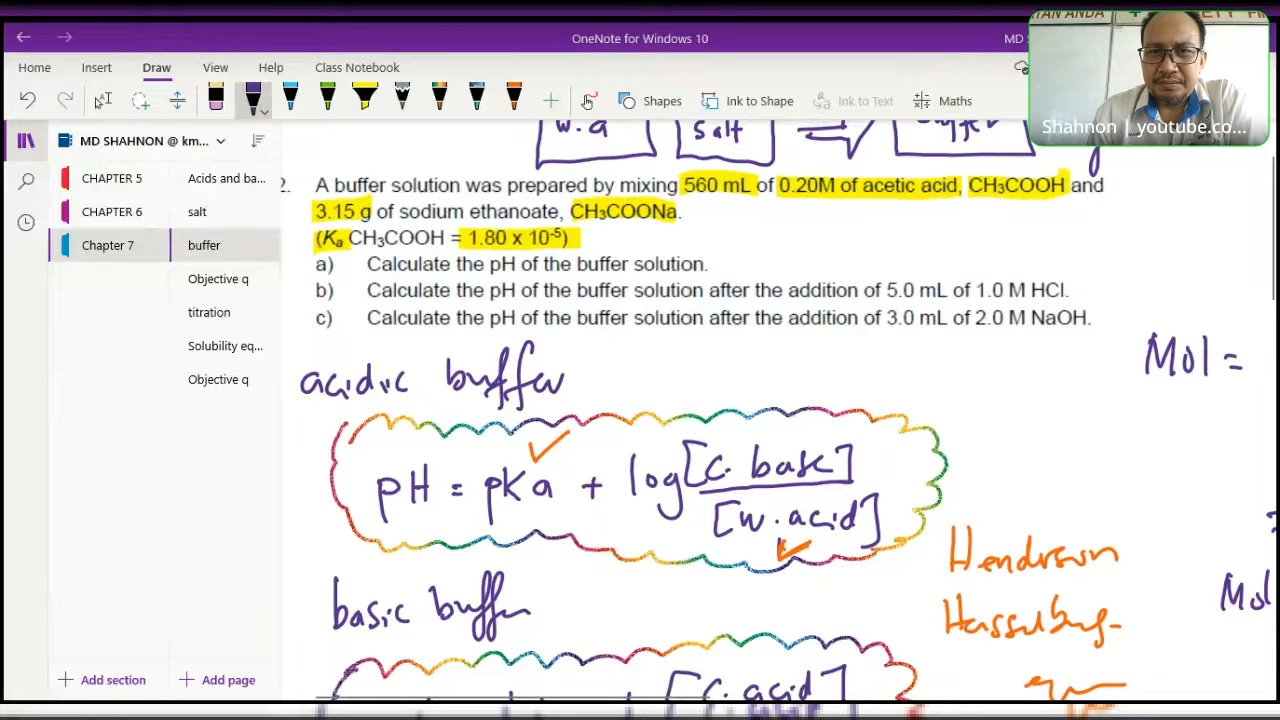 OneNote for Windows 10
MD S
Home Insert Draw View Help Class Notebook
Shapes Ink to Shape Ink to Text Maths
Shahnon | youtube.co...
MD SHAHNON @ km...
CHAPTER 5
CHAPTER 6
Chapter 7
Acids and ba...
salt
buffer
Objective q
titration
Solubility eq...
Objective q
Add section
Add page
w.a salt
2. A buffer solution was prepared by mixing 560 mL of 0.20M of acetic acid, CH₃COOH and
3.15 g of sodium ethanoate, CH₃COONa.
(Kₐ CH₃COOH = 1.80 x 10⁻⁵)
a) Calculate the pH of the buffer solution.
b) Calculate the pH of the buffer solution after the addition of 5.0 mL of 1.0 M HCl.
c) Calculate the pH of the buffer solution after the addition of 3.0 mL of 2.0 M NaOH.
Mol =
acidic buffer
pH = pKa + log [c. base]
[w. acid]
Mol
basic buffer
[c. acid]